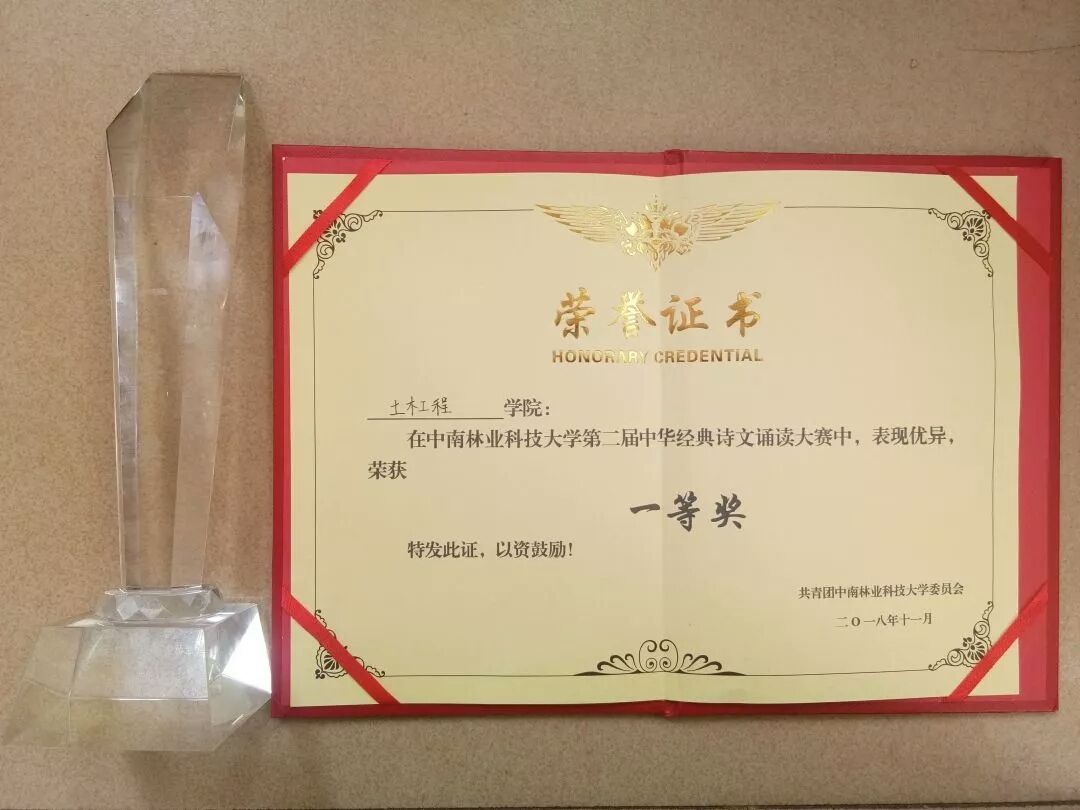 荣誉证书
HONORARY CREDENTIAL
土木工程学院：
在中南林业科技大学第二届中华经典诗文诵读大赛中，表现优异，
荣获
一等奖
特发此证，以资鼓励！
共青团中南林业科技大学委员会
二〇一八年十一月